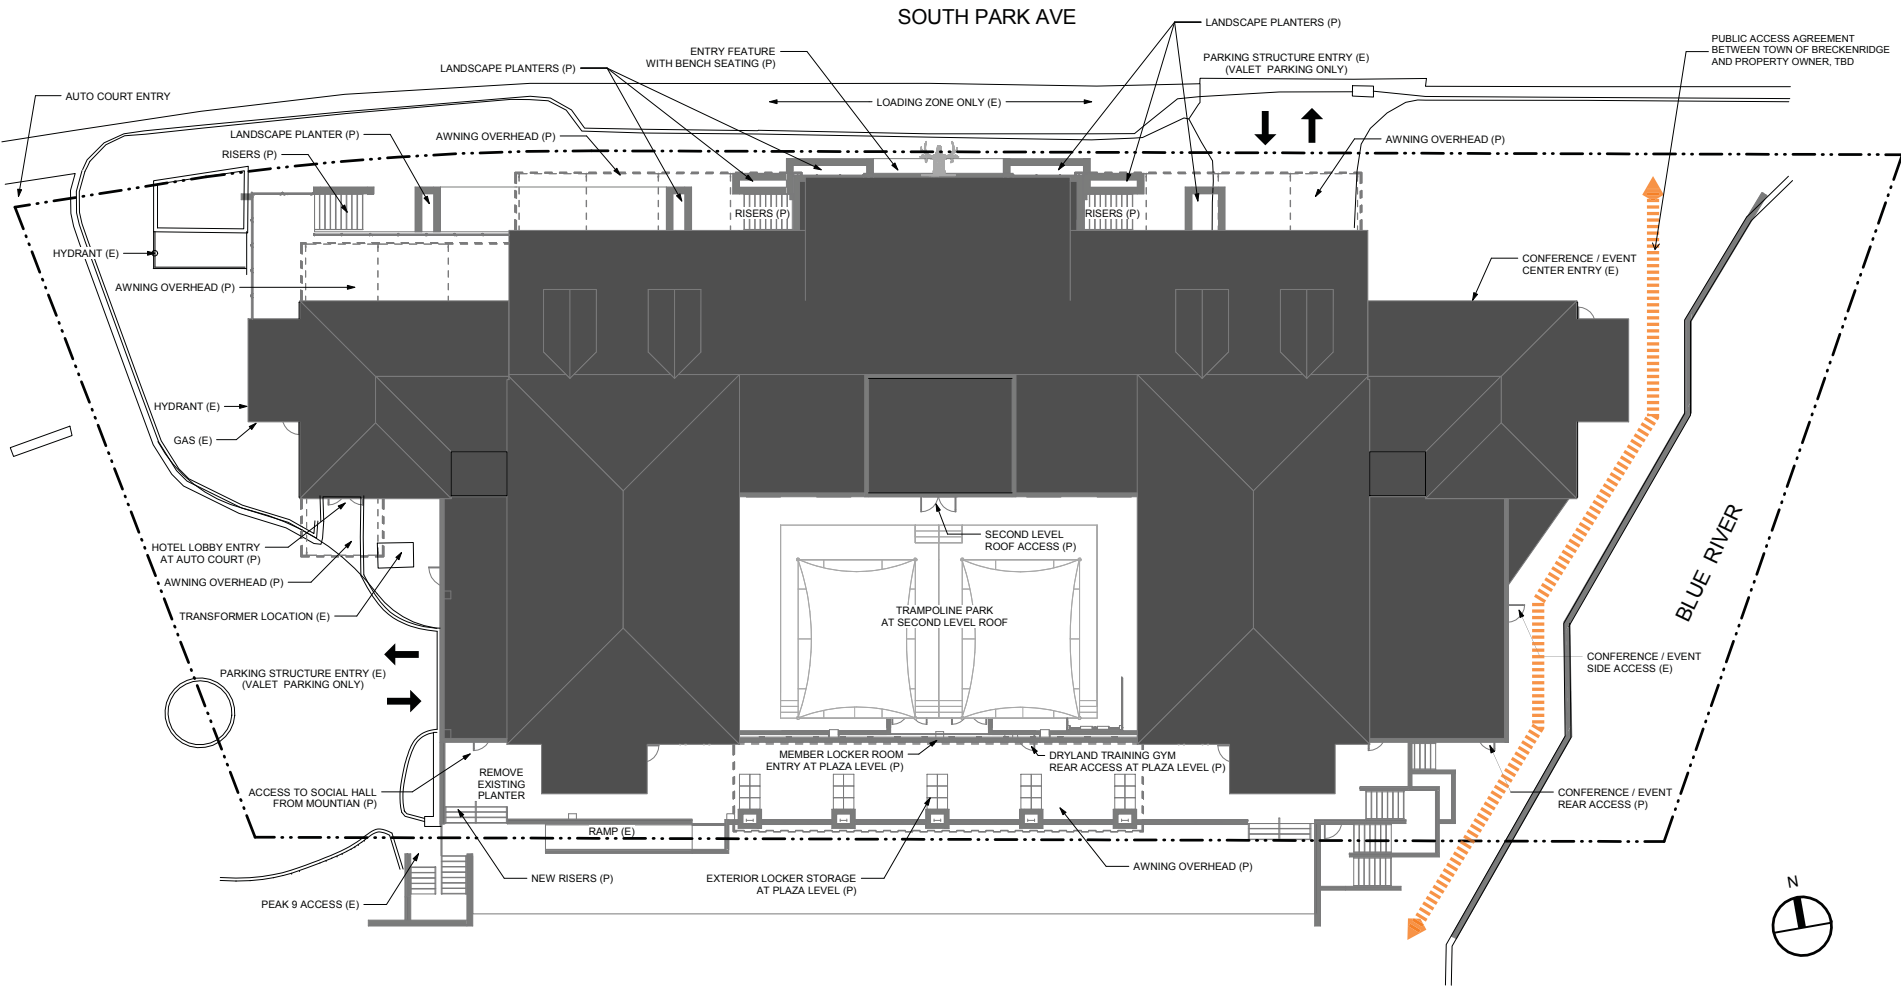 SOUTH PARK AVE
LANDSCAPE PLANTERS (P)
ENTRY FEATURE
WITH BENCH SEATING (P)
PUBLIC ACCESS AGREEMENT
BETWEEN TOWN OF BRECKENRIDGE
AND PROPERTY OWNER, TBD
PARKING STRUCTURE ENTRY (E)
(VALET PARKING ONLY)
LANDSCAPE PLANTERS (P)
AUTO COURT ENTRY
LOADING ZONE ONLY (E)
LANDSCAPE PLANTER (P)
AWNING OVERHEAD (P)
AWNING OVERHEAD (P)
RISERS (P)
RISERS (P)
RISERS (P)
HYDRANT (E)
CONFERENCE / EVENT
CENTER ENTRY (E)
AWNING OVERHEAD (P)
HYDRANT (E)
GAS (E)
SECOND LEVEL
ROOF ACCESS (P)
HOTEL LOBBY ENTRY
AT AUTO COURT (P)
BLUE RIVER
AWNING OVERHEAD (P)
TRANSFORMER LOCATION (E)
TRAMPOLINE PARK
AT SECOND LEVEL ROOF
CONFERENCE / EVENT
SIDE ACCESS (E)
PARKING STRUCTURE ENTRY (E)
(VALET PARKING ONLY)
MEMBER LOCKER ROOM
ENTRY AT PLAZA LEVEL (P)
DRYLAND TRAINING GYM
REAR ACCESS AT PLAZA LEVEL (P)
REMOVE
EXISTING
PLANTER
ACCESS TO SOCIAL HALL
FROM MOUNTIAN (P)
CONFERENCE / EVENT
REAR ACCESS (P)
RAMP (E)
AWNING OVERHEAD (P)
NEW RISERS (P)
EXTERIOR LOCKER STORAGE
AT PLAZA LEVEL (P)
PEAK 9 ACCESS (E)
N